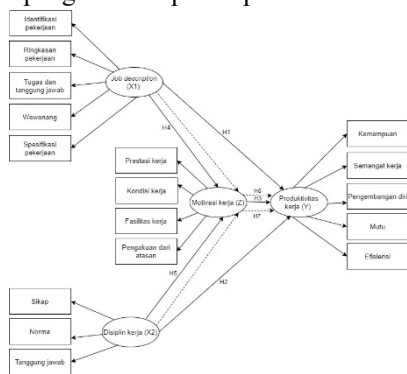 Identifikasi
pekerjaan
Ringkasan
pekerjaan
Tugas dan
tanggung jawab
Wewenang
Spesifikasi
pekerjaan
Job description
(X1)
H4
H1
Prestasi kerja
Kondisi kerja
Fasilitas kerja
Pengakuan dari
atasan
Motivasi kerja (Z)
H6
H3
H7
Produktivitas
kerja (Y)
Kemampuan
Semangat kerja
Pengembangan diri
Mutu
Efisiensi
H5
H2
Sikap
Norma
Tanggung jawab
Disiplin kerja (X2)